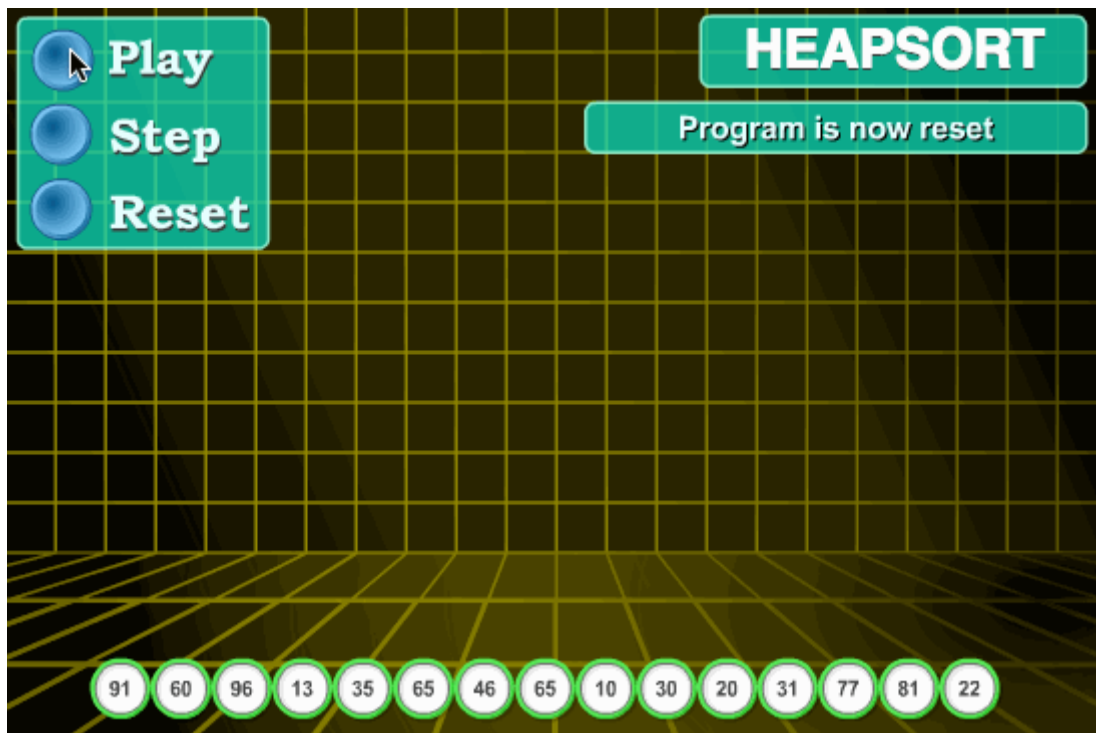 Play
Step
Reset
HEAPSORT
Program is now reset
91 60 96 13 35 65 46 65 10 30 20 31 77 81 22